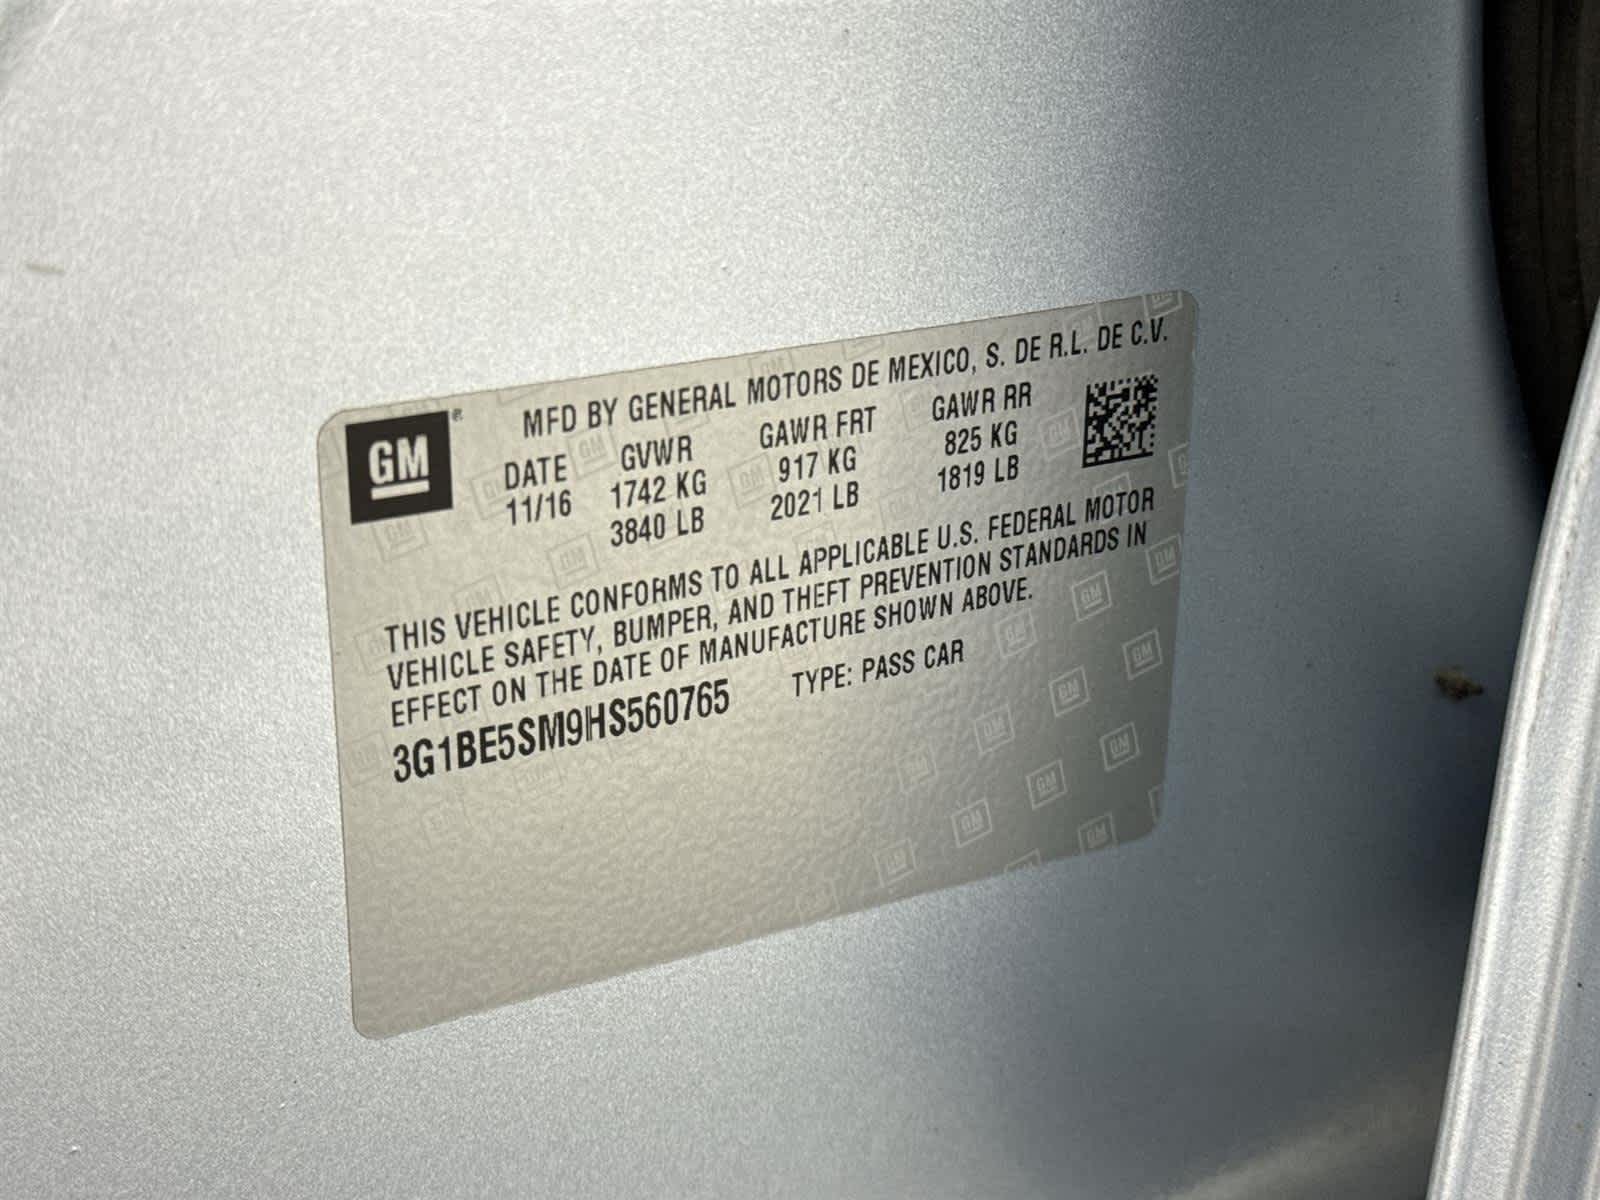 MFD BY GENERAL MOTORS DE MEXICO, S. DE R.L. DE C.V.
GM®
DATE GVWR GAWR FRT GAWR RR
11/16 1742 KG 917 KG 825 KG
3840 LB 2021 LB 1819 LB
THIS VEHICLE CONFORMS TO ALL APPLICABLE U.S. FEDERAL MOTOR
VEHICLE SAFETY, BUMPER, AND THEFT PREVENTION STANDARDS IN
EFFECT ON THE DATE OF MANUFACTURE SHOWN ABOVE.
3G1BE5SM9HS560765 TYPE: PASS CAR